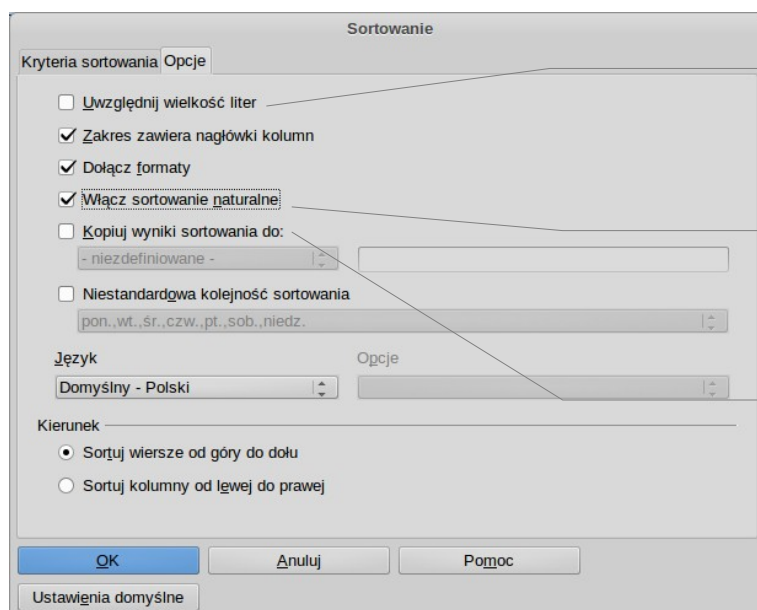 Sortowanie
Kryteria sortowania Opcje
Uwzględnij wielkość liter
Zakres zawiera nagłówki kolumn
Dołącz formaty
Włącz sortowanie naturalne
Kopiuj wyniki sortowania do:
- niezdefiniowane -
Niestandardowa kolejność sortowania
pon.,wt.,śr.,czw.,pt.,sob.,niedz.
Język Opcje
Domyślny - Polski
Kierunek
Sortuj wiersze od góry do dołu
Sortuj kolumny od lewej do prawej
OK Anuluj Pomoc
Ustawienia domyślne